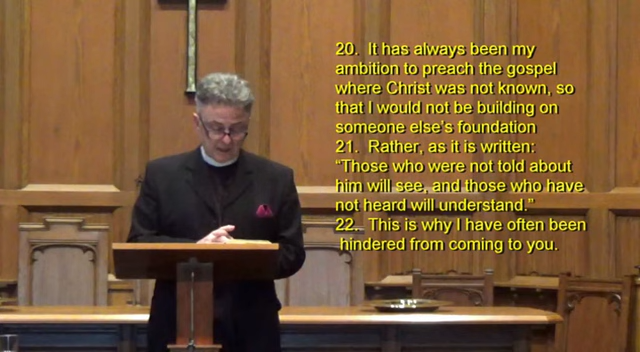 20.  It has always been my
ambition to preach the gospel
where Christ was not known, so
that I would not be building on
someone else's foundation
21.  Rather, as it is written:
"Those who were not told about
him will see, and those who have
not heard will understand."
22..  This is why I have often been
hindered from coming to you.